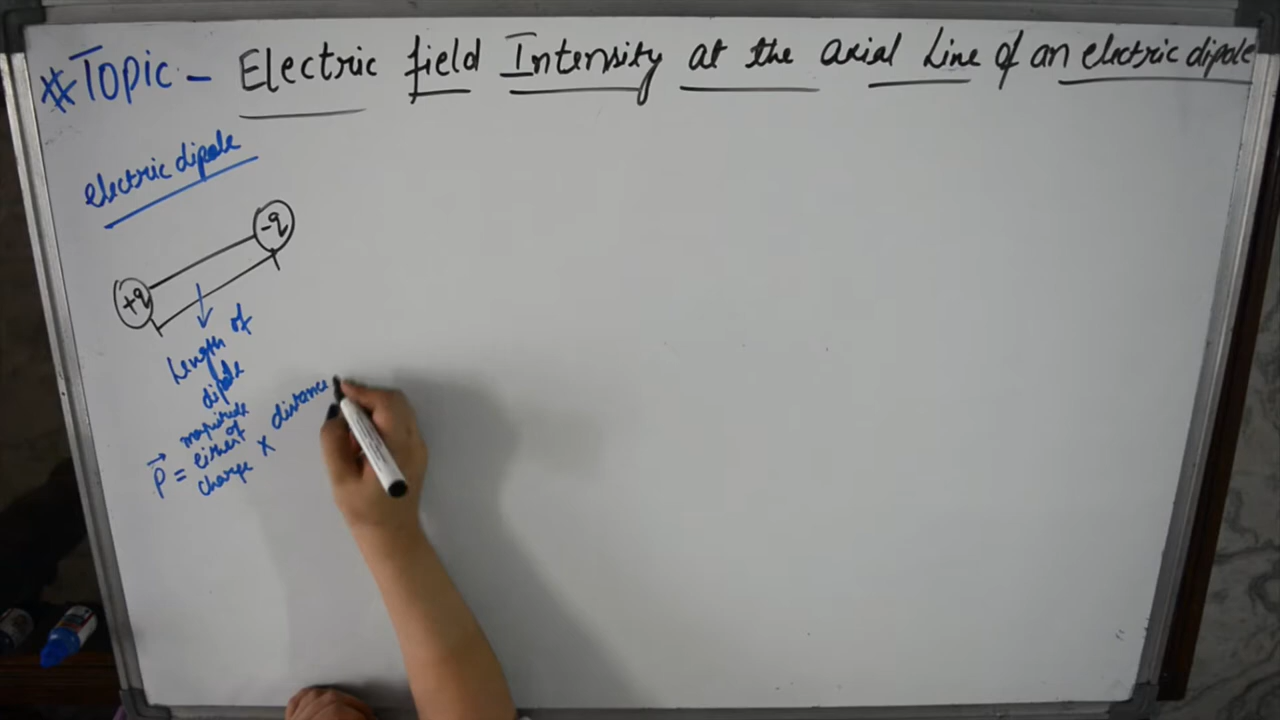 #Topic - Electric field Intensity at the axial Line of an electric dipole
electric dipole
-q
+q
Length of
dipole
magnitude
of
either
charge × distance
→
P =